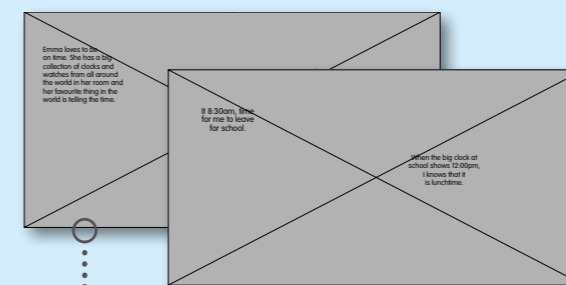 Emma loves to be
on time. She has a big
collection of clocks and
watches from all around
the world in her room and
her favourite thing in the
world is telling the time.
It 8:30am, time
for me to leave
for school.
When the big clock at
school shows 12:00pm,
I knows that it
is lunchtime.